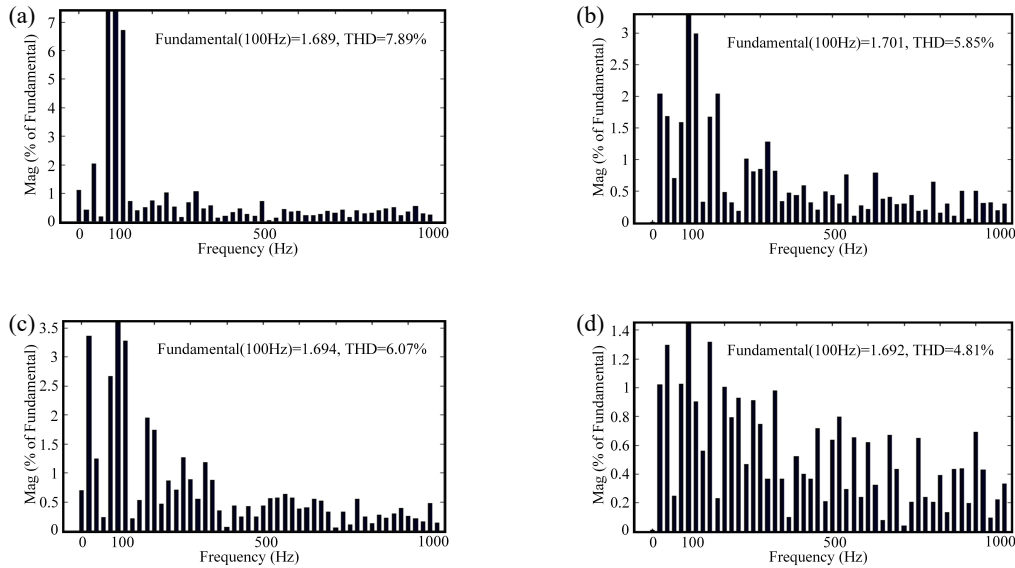 (a)
7
6
5
4
3
2
1
0
Mag (% of Fundamental)
Fundamental(100Hz)=1.689, THD=7.89%
0 100 500 1000
Frequency (Hz)
(b)
3
2.5
2
1.5
1
0.5
0
Mag (% of Fundamental)
Fundamental(100Hz)=1.701, THD=5.85%
0 100 500 1000
Frequency (Hz)
(c)
3.5
3
2.5
2
1.5
1
0.5
0
Mag (% of Fundamental)
Fundamental(100Hz)=1.694, THD=6.07%
0 100 500 1000
Frequency (Hz)
(d)
1.4
1.2
1
0.8
0.6
0.4
0.2
0
Mag (% of Fundamental)
Fundamental(100Hz)=1.692, THD=4.81%
0 100 500 1000
Frequency (Hz)